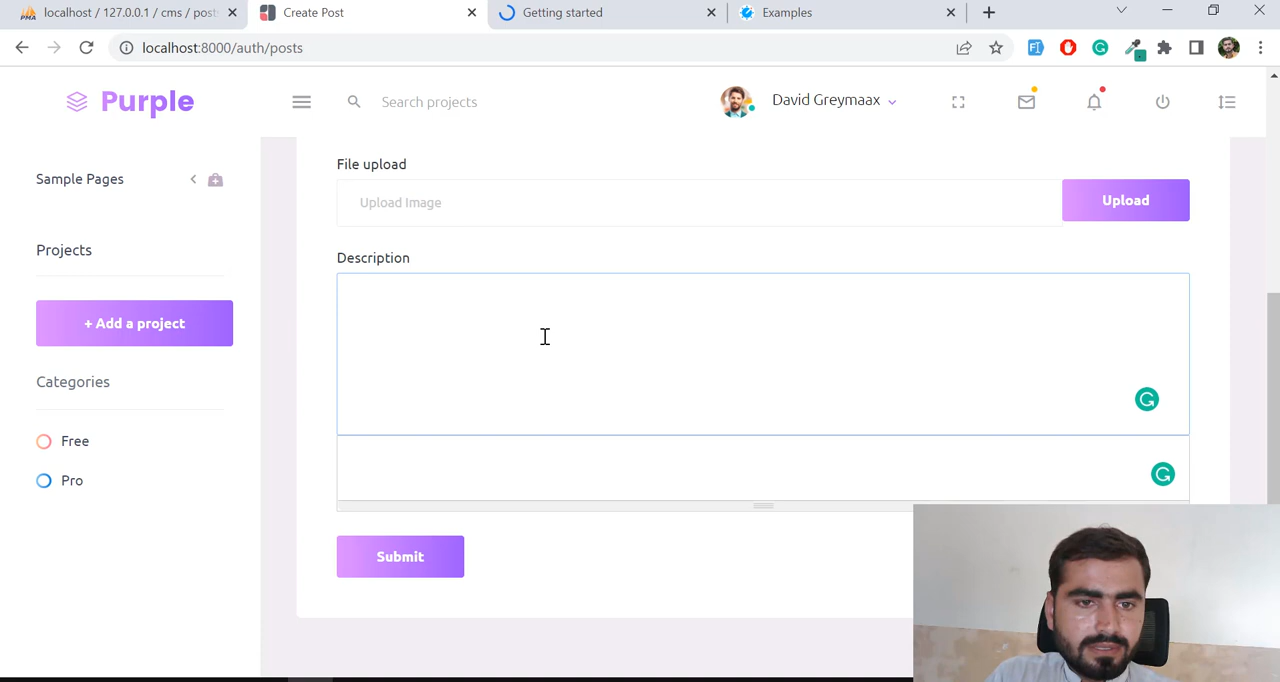 localhost / 127.0.0.1 / cms / post
Create Post
Getting started
Examples
localhost:8000/auth/posts
Purple
Search projects
David Greymaax
Sample Pages
Projects
+ Add a project
Categories
Free
Pro
File upload
Upload Image
Upload
Description
Submit